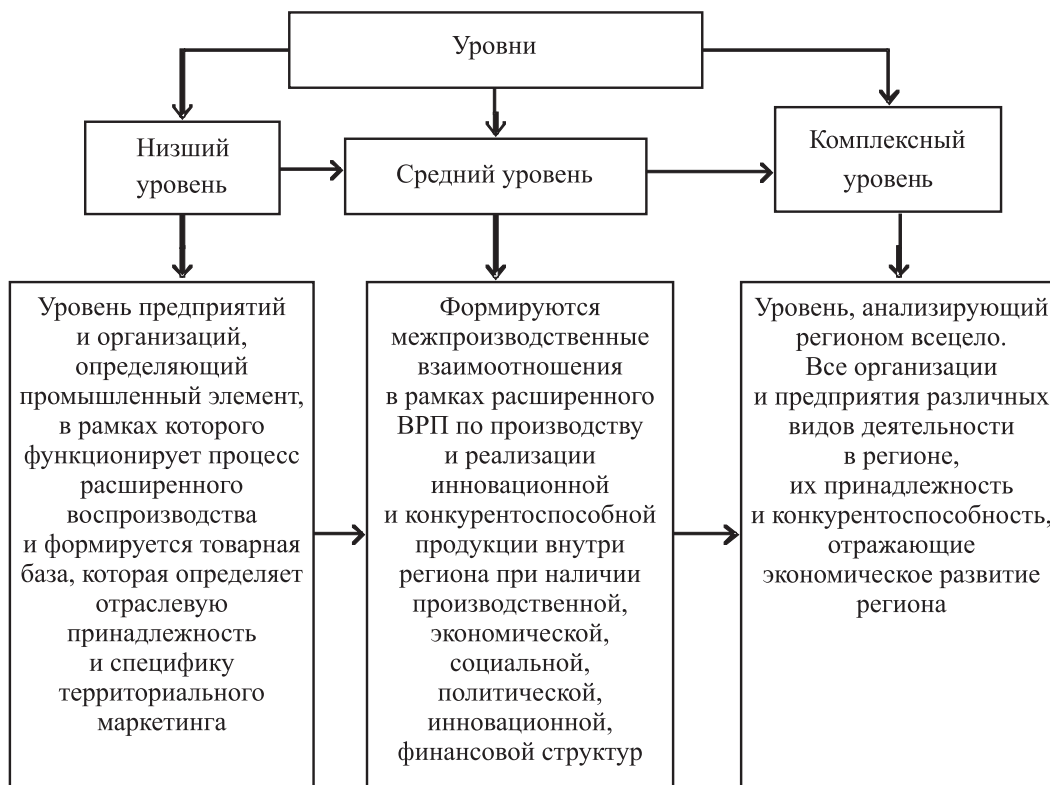 Уровни
Низший
уровень
Средний уровень
Комплексный
уровень
Уровень предприятий
и организаций,
определяющий
промышленный элемент,
в рамках которого
функционирует процесс
расширенного
воспроизводства
и формируется товарная
база, которая определяет
отраслевую
принадлежность
и специфику
территориального
маркетинга
Формируются
межпроизводственные
взаимоотношения
в рамках расширенного
ВРП по производству
и реализации
инновационной
и конкурентоспособной
продукции внутри
региона при наличии
производственной,
экономической,
социальной,
политической,
инновационной,
финансовой структур
Уровень, анализирующий
регионом всецело.
Все организации
и предприятия различных
видов деятельности
в регионе,
их принадлежность
и конкурентоспособность,
отражающие
экономическое развитие
региона